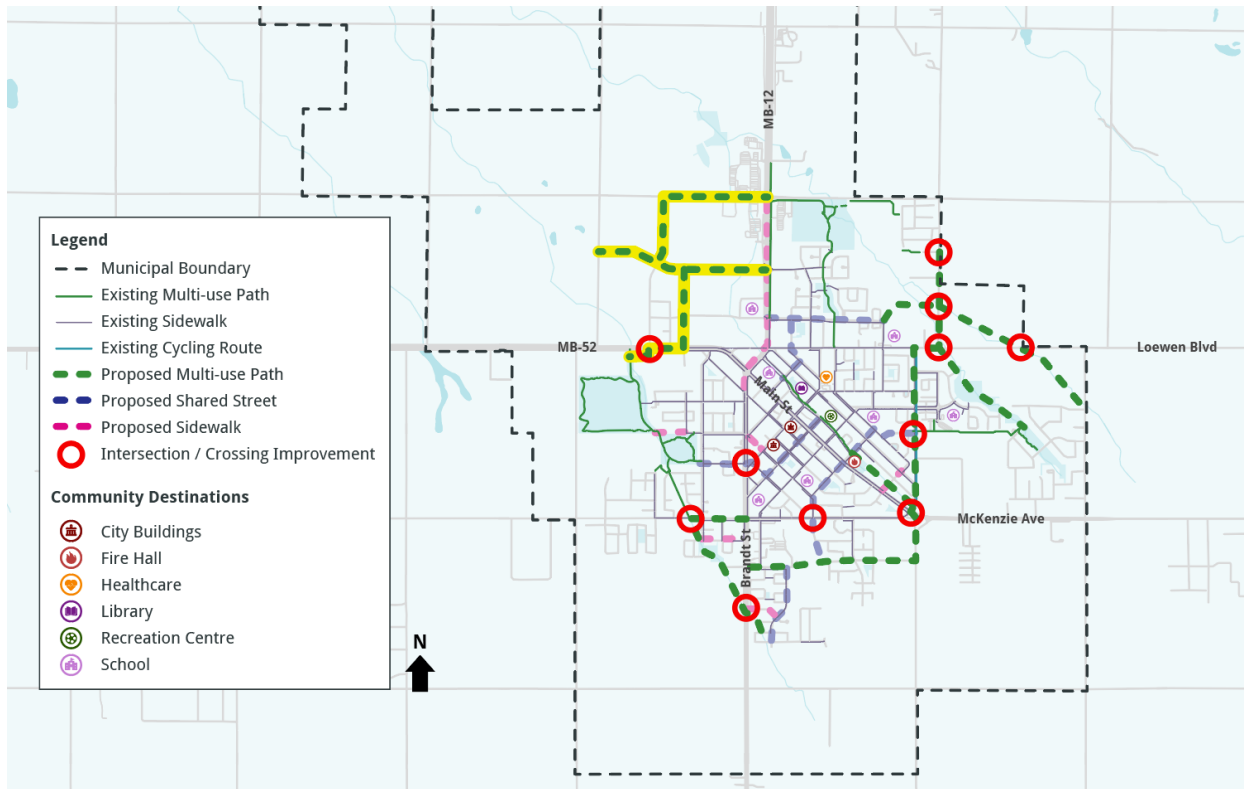 MB-12
Legend
Municipal Boundary
Existing Multi-use Path
Existing Sidewalk
Existing Cycling Route
Proposed Multi-use Path
Proposed Shared Street
Proposed Sidewalk
Intersection / Crossing Improvement
Community Destinations
City Buildings
Fire Hall
Healthcare
Library
Recreation Centre
School
MB-52
Loewen Blvd
Main St
McKenzie Ave
Brandt St
N